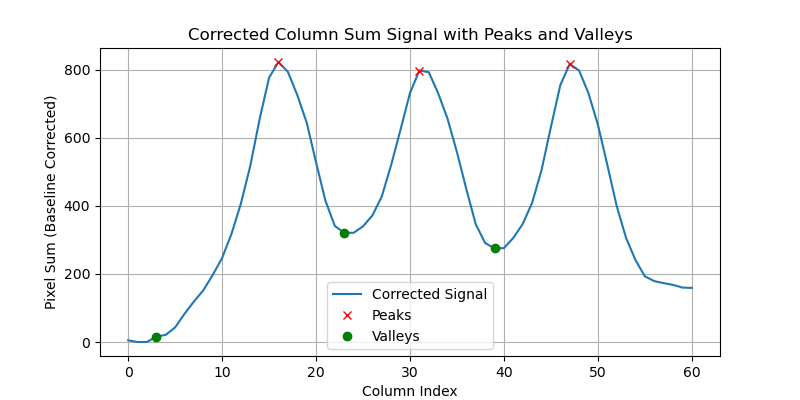 Corrected Column Sum Signal with Peaks and Valleys
Pixel Sum (Baseline Corrected)
800
600
400
200
0
Corrected Signal
Peaks
Valleys
0 10 20 30 40 50 60
Column Index